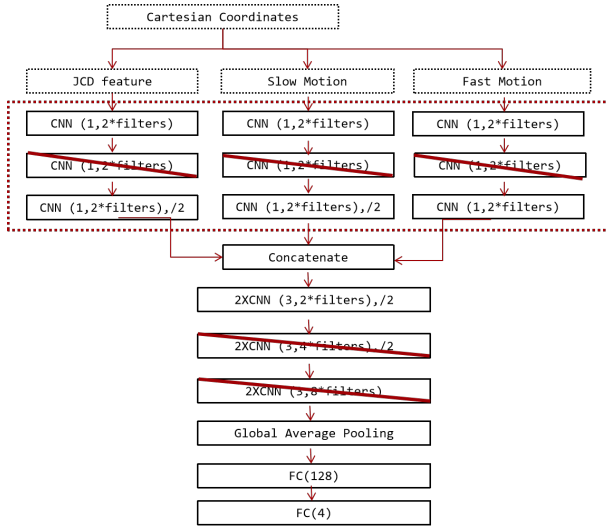 Cartesian Coordinates
JCD feature
Slow Motion
Fast Motion
CNN (1,2*filters)
CNN (1,2*filters)
CNN (1,2*filters)
CNN (1,2*filters)
CNN (1,2*filters)
CNN (1,2*filters)
CNN (1,2*filters),/2
CNN (1,2*filters),/2
CNN (1,2*filters)
Concatenate
2XCNN (3,2*filters),/2
2XCNN (3,4*filters),/2
2XCNN (3,8*filters)
Global Average Pooling
FC(128)
FC(4)